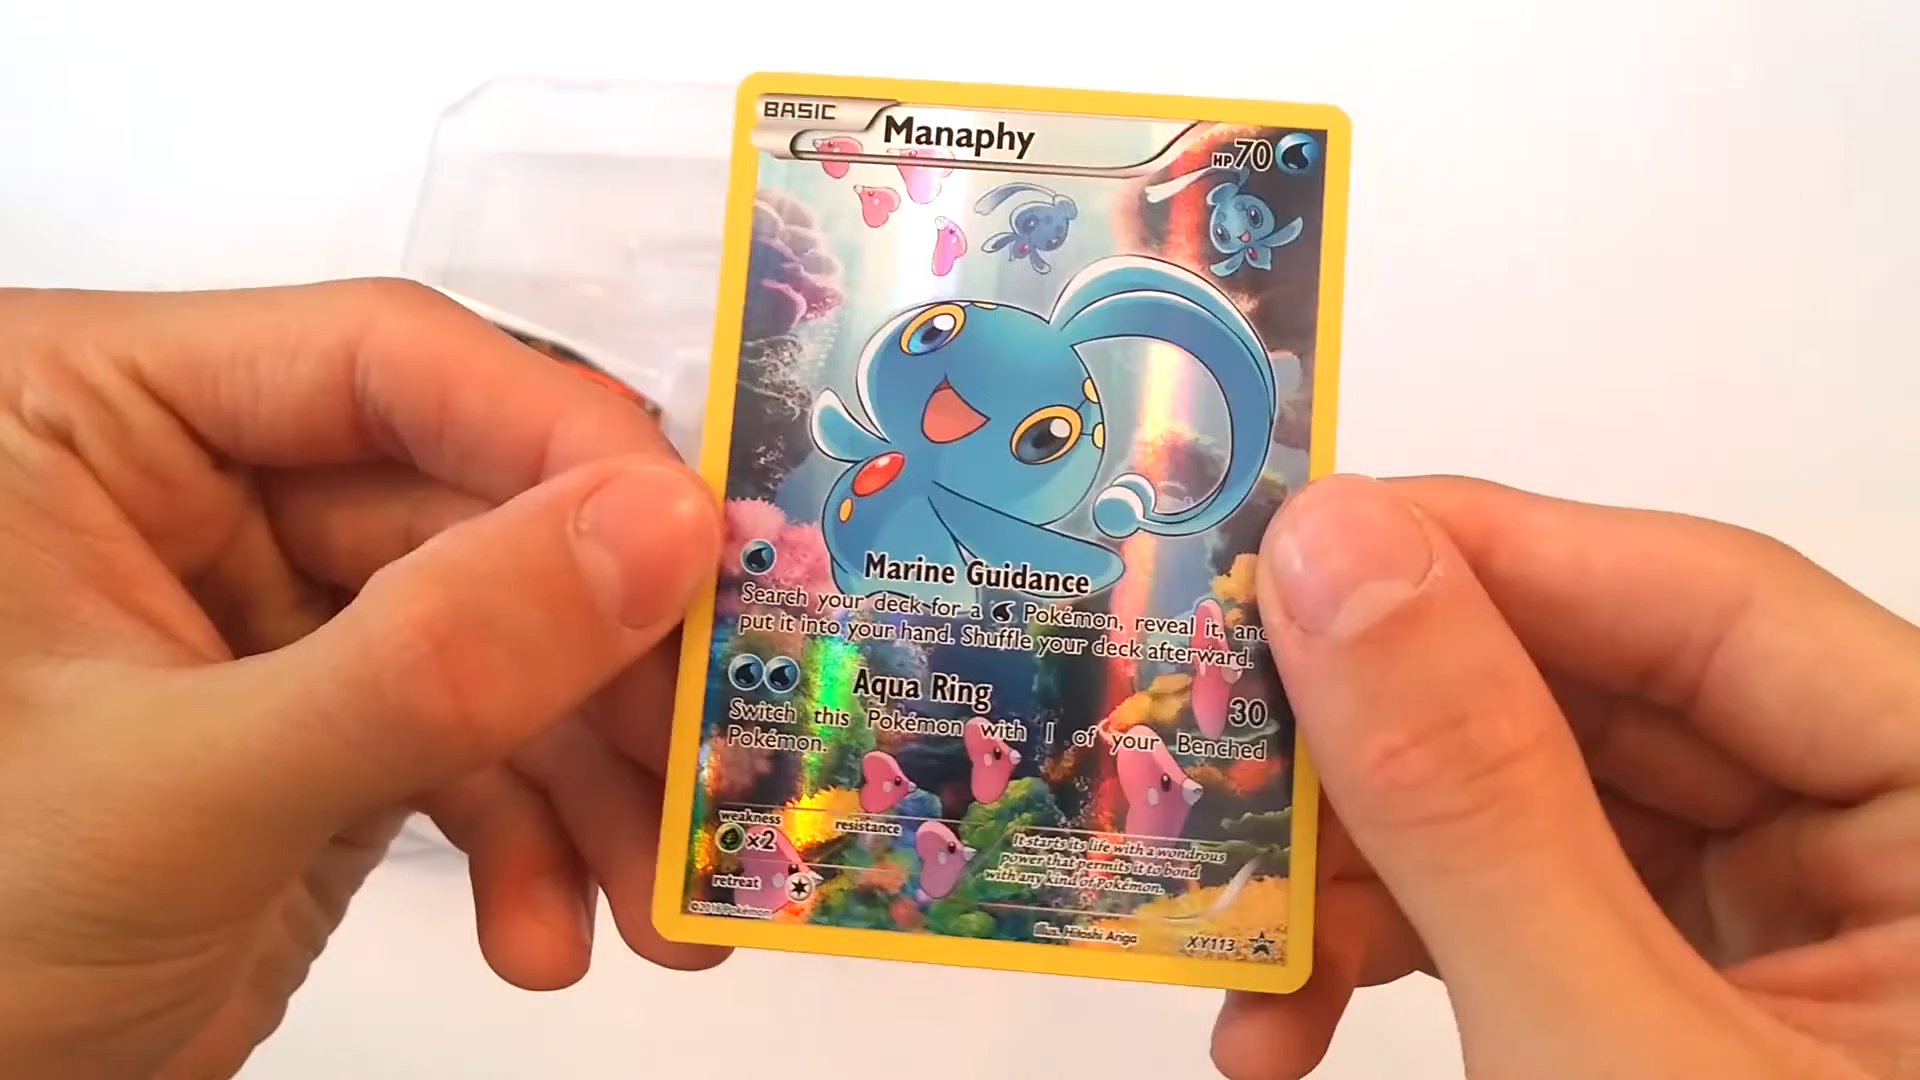 BASIC
Manaphy
HP70
Marine Guidance
Search your deck for a Pokémon, reveal it, and
put it into your hand. Shuffle your deck afterward.
Aqua Ring
30
Switch this Pokémon with 1 of your Benched
Pokémon.
weakness
x2
resistance
retreat
It starts its life with a wondrous
power that permits it to bond
with any kind of Pokémon.
©2016 Pokémon
Illus. Hitoshi Ariga
XY113